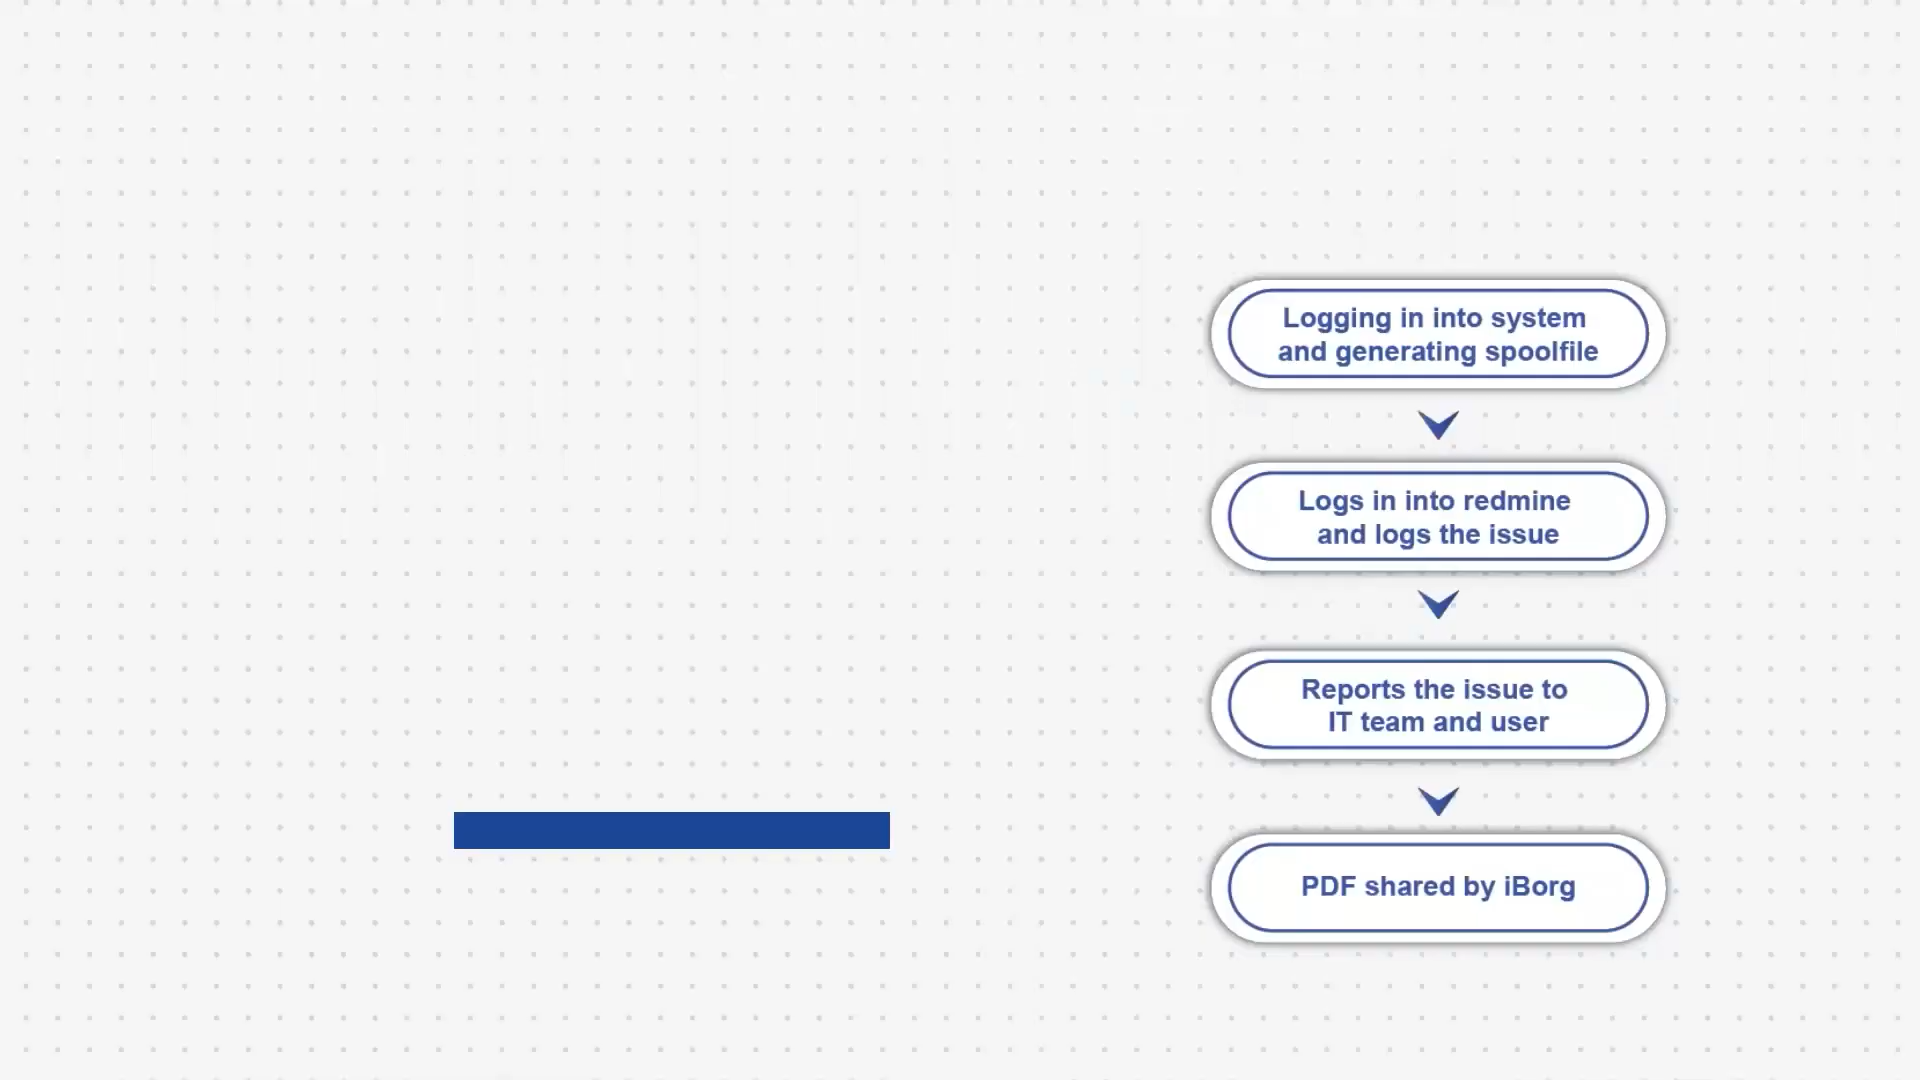 Logging in into system
and generating spoolfile
Logs in into redmine
and logs the issue
Reports the issue to
IT team and user
PDF shared by iBorg